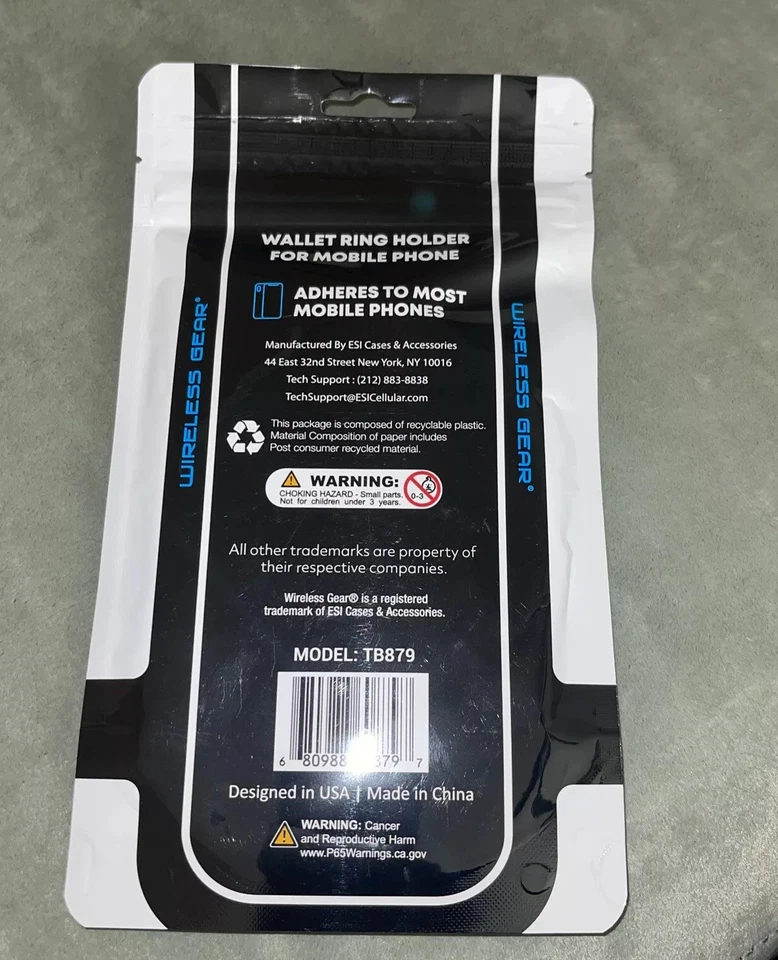 WALLET RING HOLDER
FOR MOBILE PHONE
ADHERES TO MOST
MOBILE PHONES
Manufactured By ESI Cases & Accessories
44 East 32nd Street New York, NY 10016
Tech Support : (212) 883-8838
TechSupport@ESICellular.com
This package is composed of recyclable plastic.
Material Composition of paper includes
Post consumer recycled material.
WARNING:
CHOKING HAZARD - Small parts.
Not for children under 3 years.
0-3
All other trademarks are property of
their respective companies.
Wireless Gear® is a registered
trademark of ESI Cases & Accessories.
MODEL: TB879
6 80988 879 7
Designed in USA | Made in China
WARNING: Cancer
and Reproductive Harm
www.P65Warnings.ca.gov
WIRELESS GEAR®
WIRELESS GEAR®